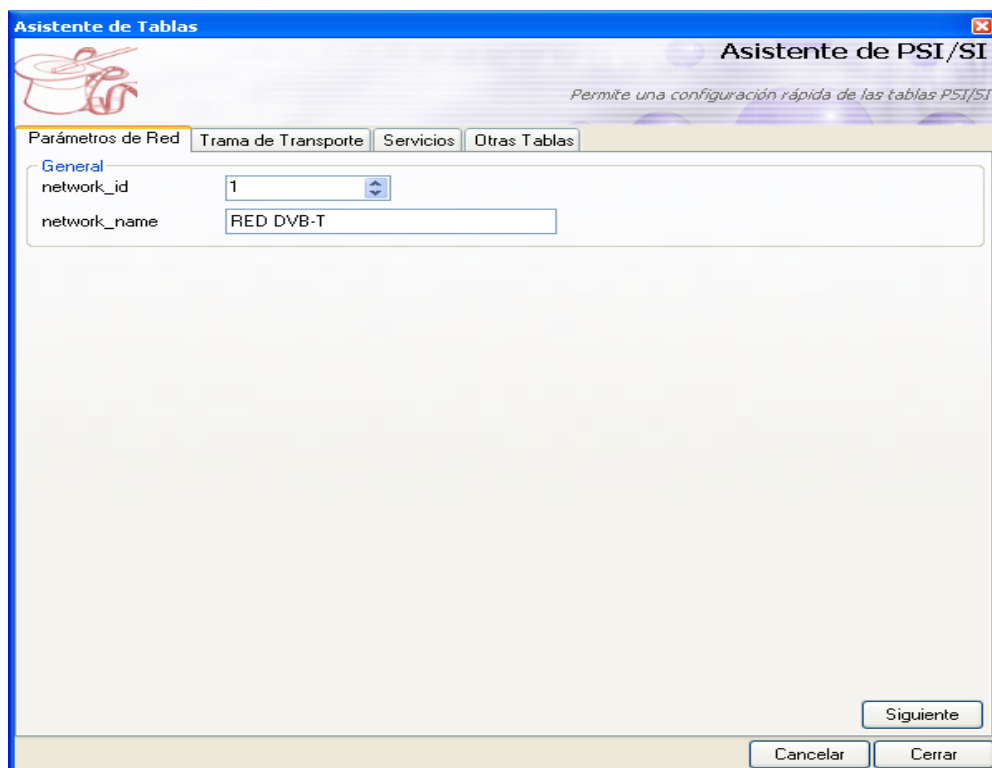 Asistente de Tablas
Asistente de PSI/SI
Permite una configuración rápida de las tablas PSI/SI
Parámetros de Red Trama de Transporte Servicios Otras Tablas
General
network_id 1
network_name RED DVB-T
Siguiente
Cancelar Cerrar